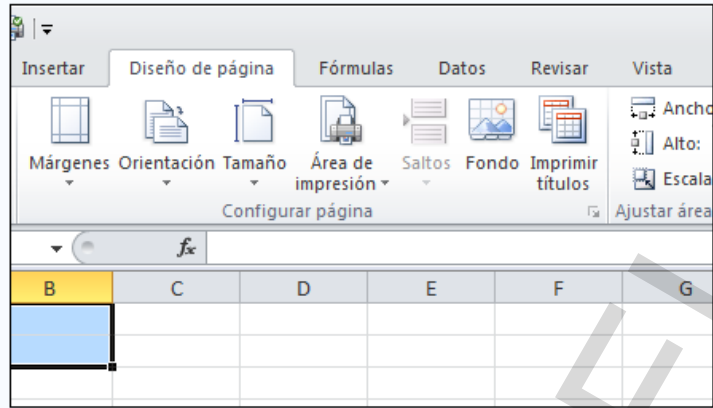 Insertar Diseño de página Fórmulas Datos Revisar Vista
Márgenes Orientación Tamaño Área de impresión Saltos Fondo Imprimir títulos
Ancho
Alto:
Escala
Configurar página Ajustar área
fx
B C D E F G